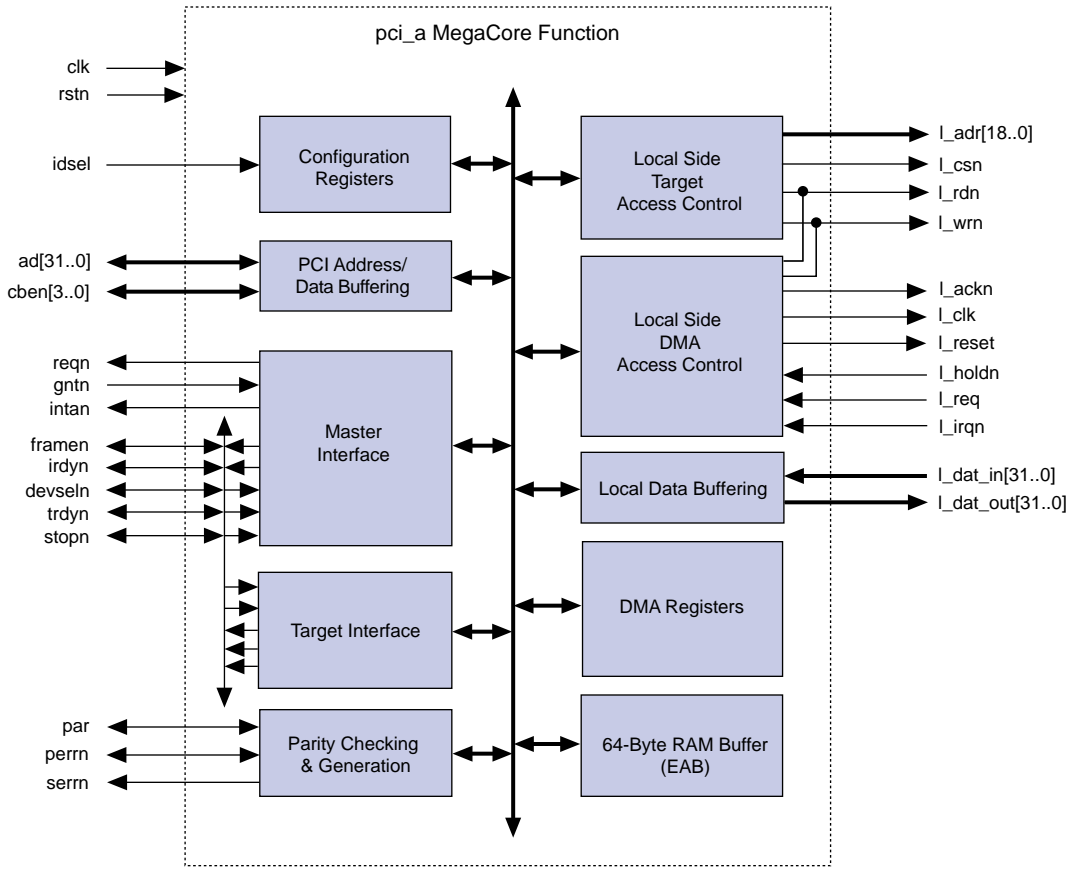 pci_a MegaCore Function
clk
rstn
idsel
ad[31..0]
cben[3..0]
reqn
gntn
intan
framen
irdyn
devseln
trdyn
stopn
par
perrn
serrn
Configuration
Registers
PCI Address/
Data Buffering
Master
Interface
Target Interface
Parity Checking
& Generation
Local Side
Target
Access Control
Local Side
DMA
Access Control
Local Data Buffering
DMA Registers
64-Byte RAM Buffer
(EAB)
l_adr[18..0]
l_csn
l_rdn
l_wrn
l_ackn
l_clk
l_reset
l_holdn
l_req
l_irqn
l_dat_in[31..0]
l_dat_out[31..0]